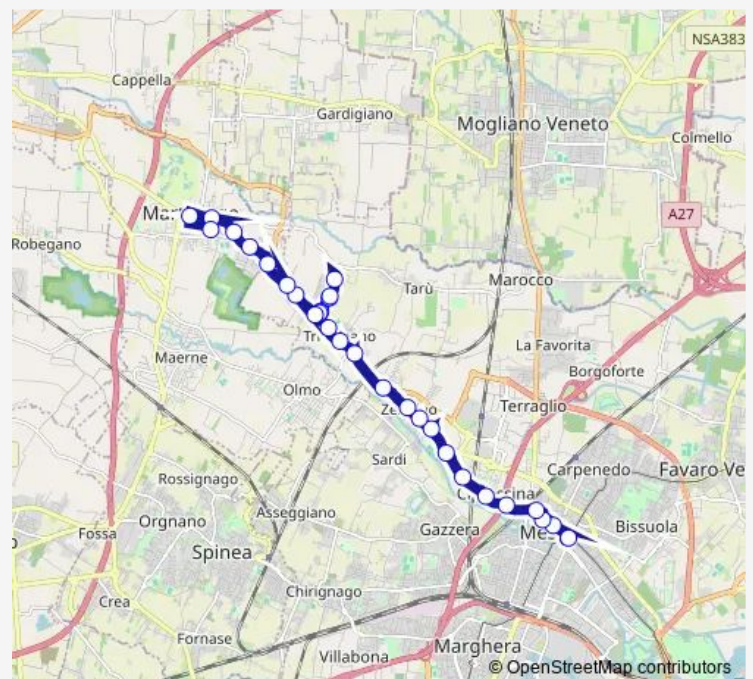 NSA383
Cappella
Gardigiano
Mogliano Veneto
Colmello
A27
Robegano
Tarù
Marocco
Maerne
La Favorita
Borgoforte
Olmo
Terraglio
Sardi
Carpenedo
Favaro Ve
Rossignago
Asseggiano
Orgnano
Gazzera
Bissuola
Fossa
Spinea
Chirignago
Crea
Fornase
Marghera
Villabona
© OpenStreetMap contributors